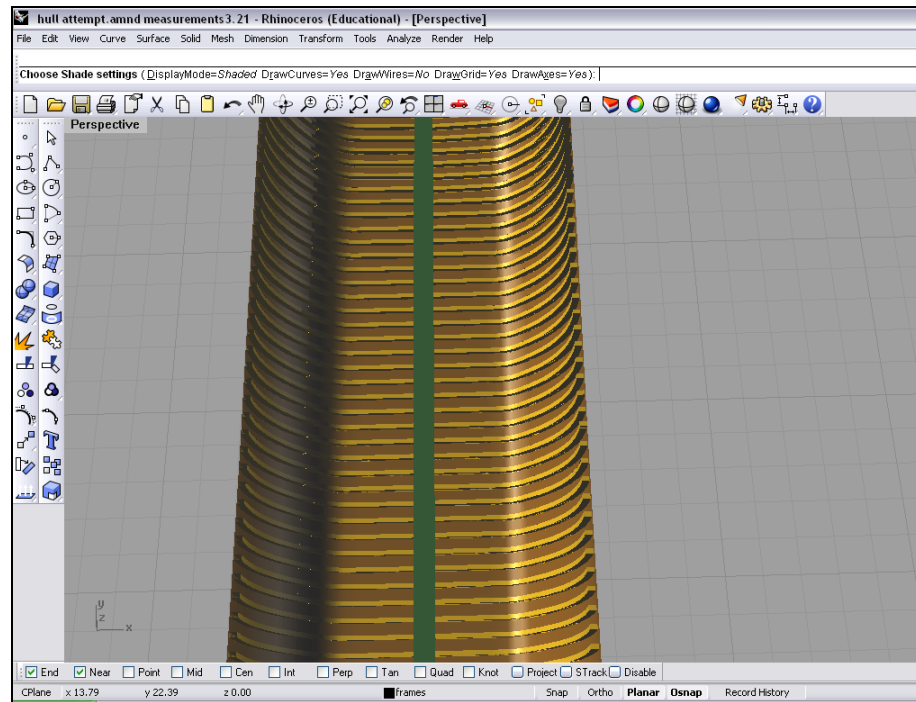 hull attempt.amnd measurements3.21 - Rhinoceros (Educational) - [Perspective]
File Edit View Curve Surface Solid Mesh Dimension Transform Tools Analyze Render Help
Choose Shade settings ( DisplayMode=Shaded DrawCurves=Yes DrawWires=No DrawGrid=Yes DrawAxes=Yes):
Perspective
y
z
x
End Near Point Mid Cen Int Perp Tan Quad Knot Project STrack Disable
CPlane x 13.79 y 22.39 z 0.00 frames Snap Ortho Planar Osnap Record History